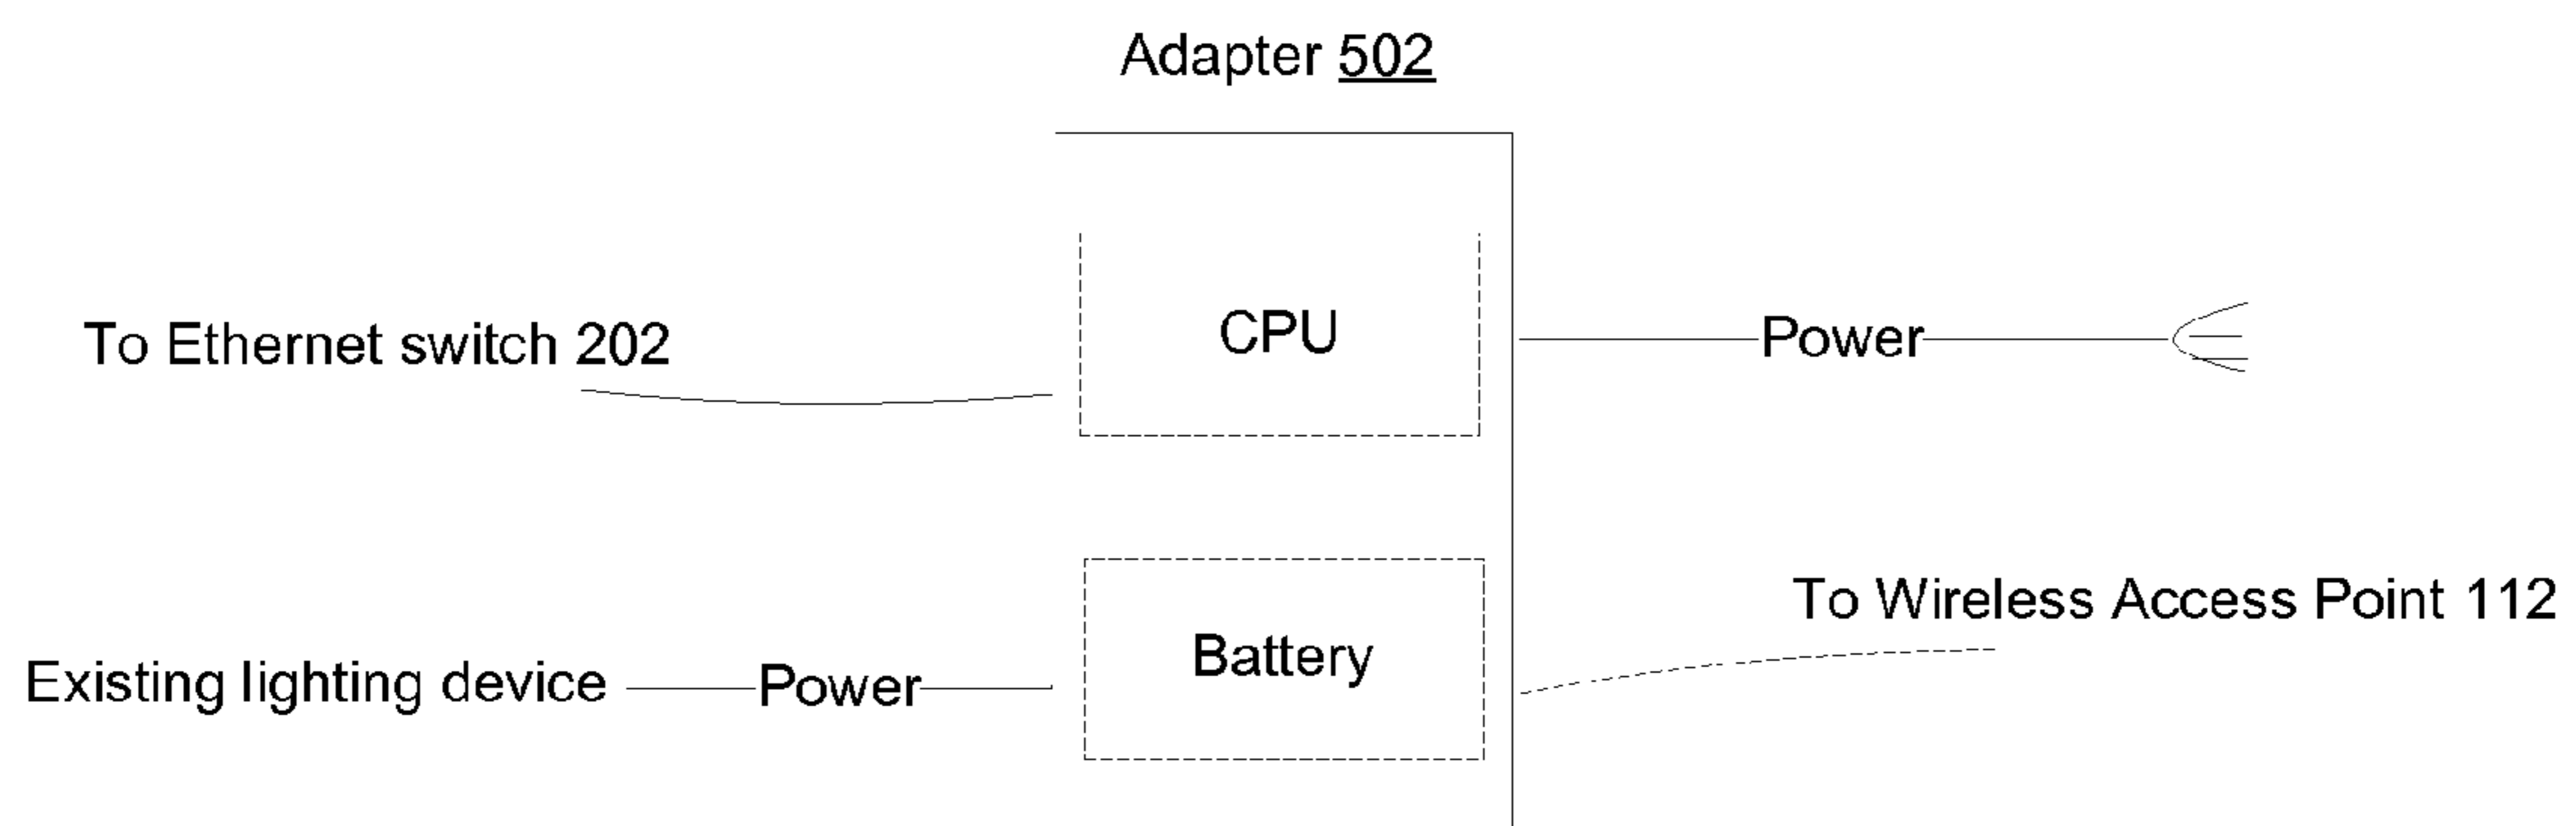 Adapter 502
CPU
To Ethernet switch 202
Power
Battery
To Wireless Access Point 112
Existing lighting device
Power